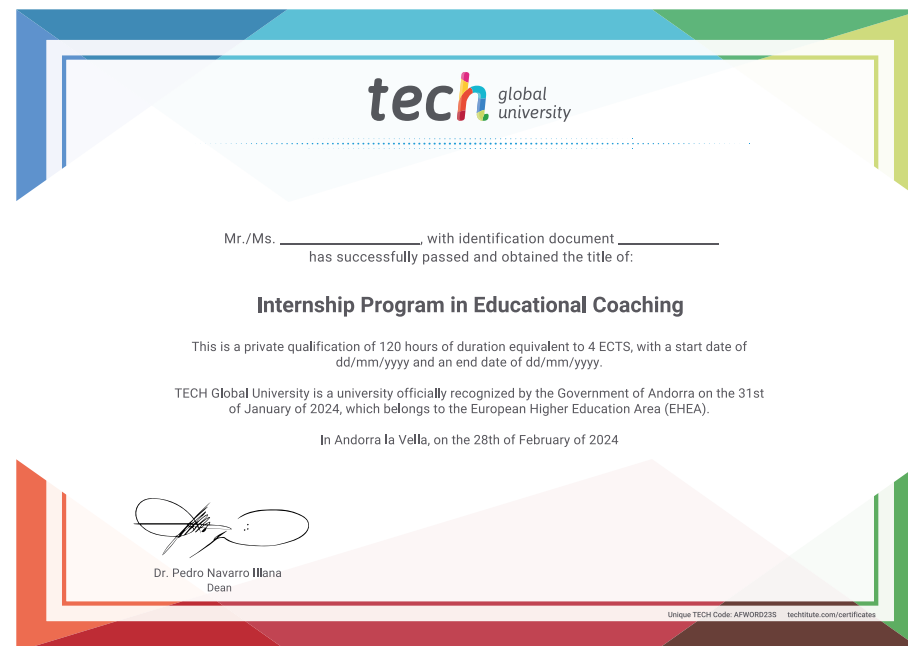 tech global university
Mr./Ms. ____________________, with identification document ______________
has successfully passed and obtained the title of:
Internship Program in Educational Coaching
This is a private qualification of 120 hours of duration equivalent to 4 ECTS, with a start date of
dd/mm/yyyy and an end date of dd/mm/yyyy.
TECH Global University is a university officially recognized by the Government of Andorra on the 31st
of January of 2024, which belongs to the European Higher Education Area (EHEA).
In Andorra la Vella, on the 28th of February of 2024
Dr. Pedro Navarro Illana
Dean
Unique TECH Code: AFWORD23S techtitute.com/certificates